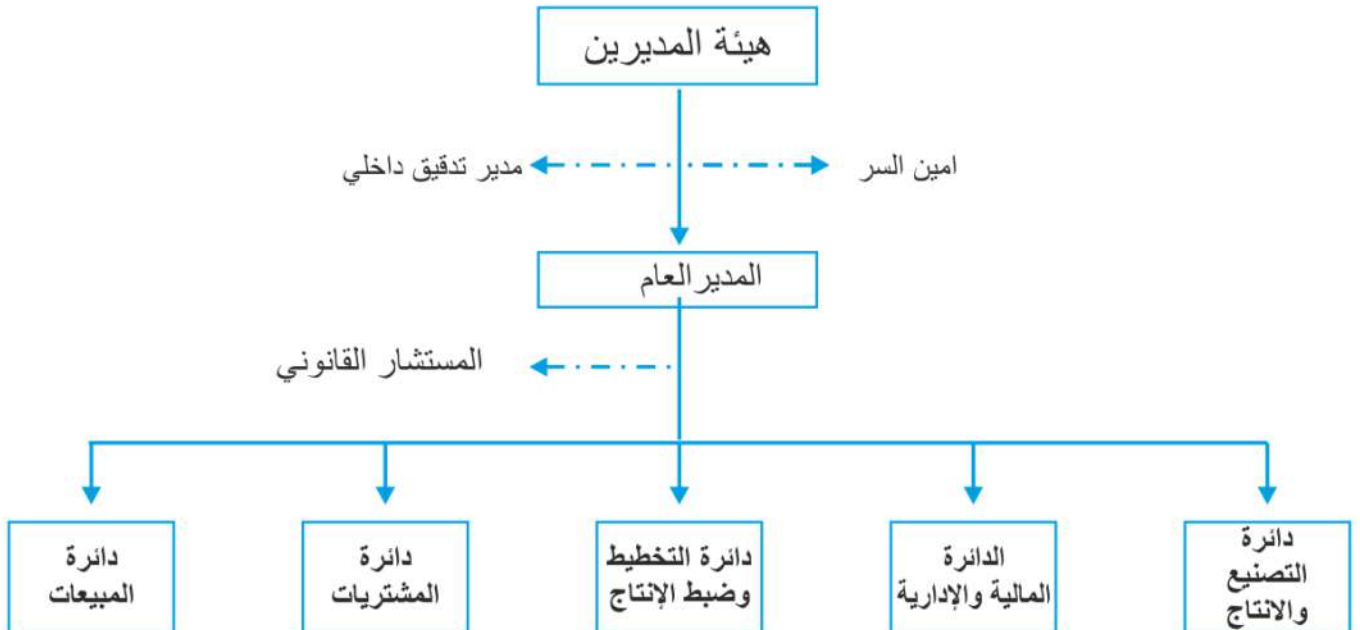 هيئة المديرين
امين السر
مدير تدقيق داخلي
المدير العام
المستشار القانوني
دائرة
التصنيع
والانتاج
الدائرة
المالية والإدارية
دائرة التخطيط
وضبط الإنتاج
دائرة
المشتريات
دائرة
المبيعات